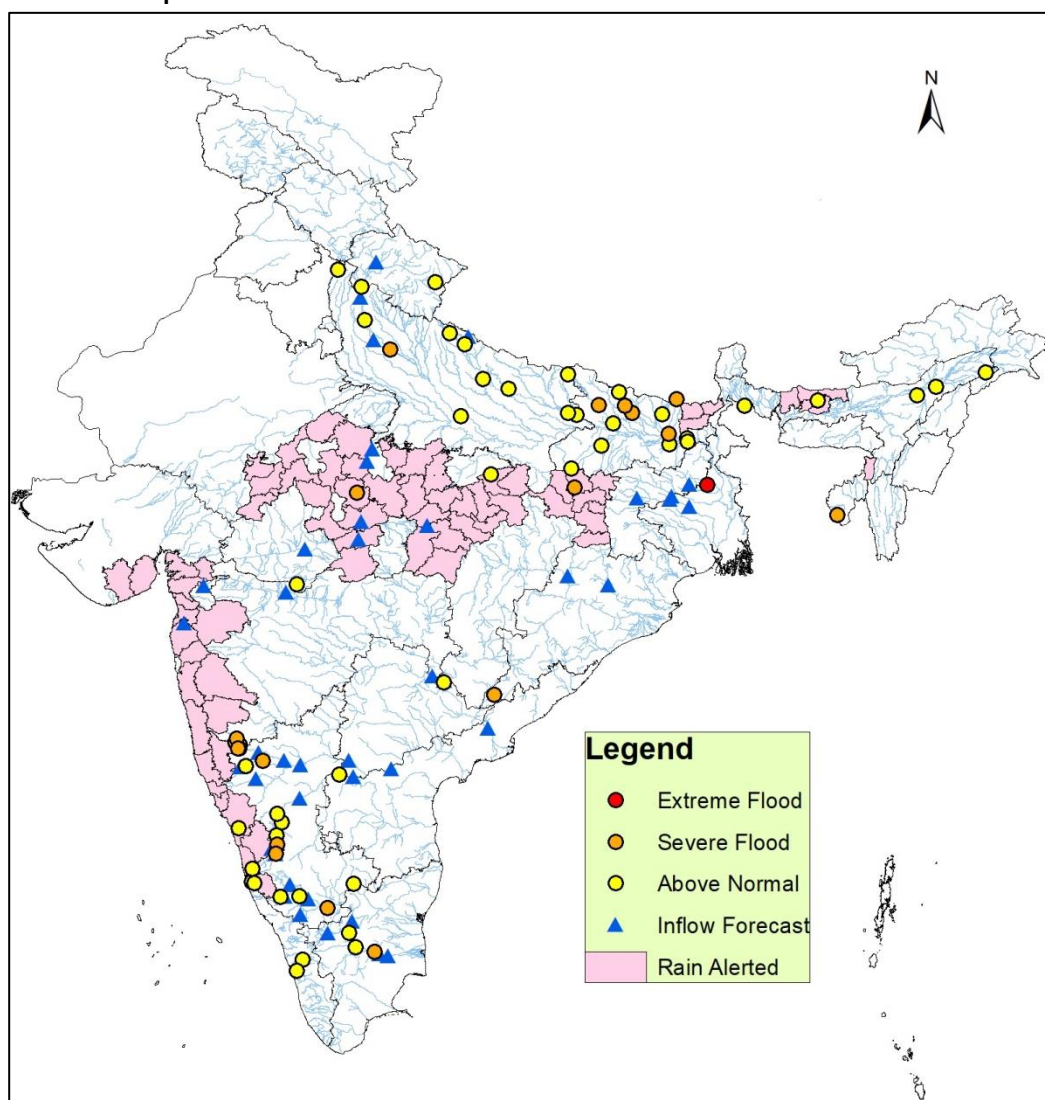 N
Legend
Extreme Flood
Severe Flood
Above Normal
Inflow Forecast
Rain Alerted